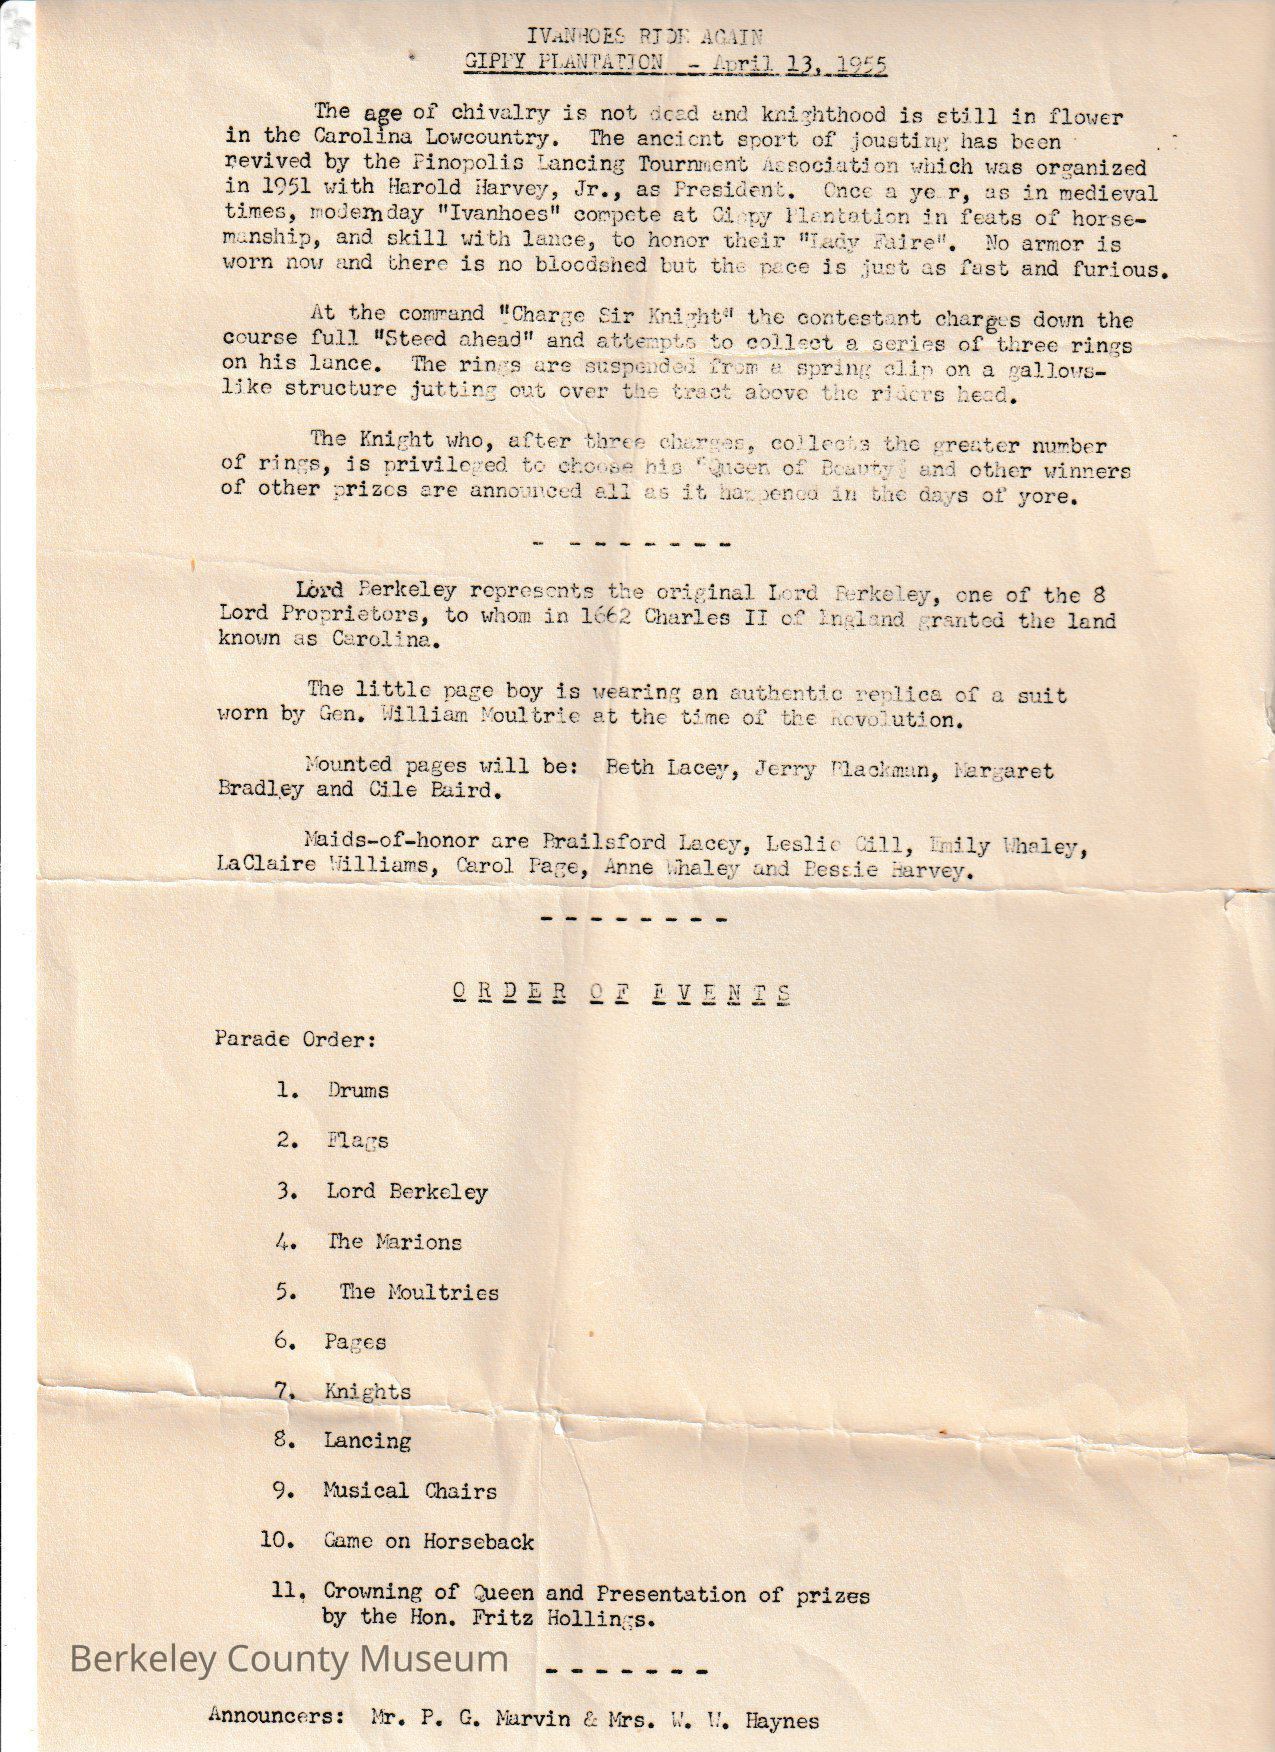 IVANHOES RIDE AGAIN
GIPPY PLANTATION - April 13, 1955
The age of chivalry is not dead and knighthood is still in flower
in the Carolina Lowcountry. The ancient sport of jousting has been
revived by the Pinopolis Lancing Tournment Association which was organized
in 1951 with Harold Harvey, Jr., as President. Once a year, as in medieval
times, modernday "Ivanhoes" compete at Gippy Plantation in feats of horse-
manship, and skill with lance, to honor their "Lady Faire". No armor is
worn now and there is no bloodshed but the pace is just as fast and furious.
At the command "Charge Sir Knight" the contestant charges down the
course full "Steed ahead" and attempts to collect a series of three rings
on his lance. The rings are suspended from a spring clip on a gallows-
like structure jutting out over the tract above the riders head.
The Knight who, after three charges, collects the greater number
of rings, is privileged to choose his "Queen of Beauty" and other winners
of other prizes are announced all as it happened in the days of yore.
- - - - - - - -
Lord Berkeley represents the original Lord Berkeley, one of the 8
Lord Proprietors, to whom in 1662 Charles II of England granted the land
known as Carolina.
The little page boy is wearing an authentic replica of a suit
worn by Gen. William Moultrie at the time of the Revolution.
Mounted pages will be: Beth Lacey, Jerry Blackman, Margaret
Bradley and Cile Baird.
Maids-of-honor are Brailsford Lacey, Leslie Gill, Emily Whaley,
LaClaire Williams, Carol Page, Anne Whaley and Bessie Harvey.
- - - - - - - -
O R D E R O F E V E N T S
Parade Order:
1. Drums
2. Flags
3. Lord Berkeley
4. The Marions
5. The Moultries
6. Pages
7. Knights
8. Lancing
9. Musical Chairs
10. Game on Horseback
11. Crowning of Queen and Presentation of prizes
by the Hon. Fritz Hollings.
Berkeley County Museum
- - - - - - -
Announcers: Mr. P. G. Marvin & Mrs. W. W. Haynes